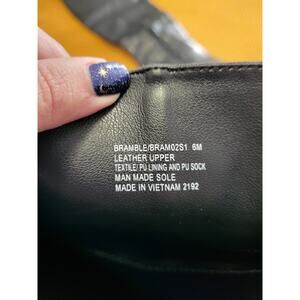 BRAMBLE/BRAM02S1 6M
LEATHER UPPER
TEXTILE/ PU LINING AND PU SOCK
MAN MADE SOLE
MADE IN VIETNAM 2192